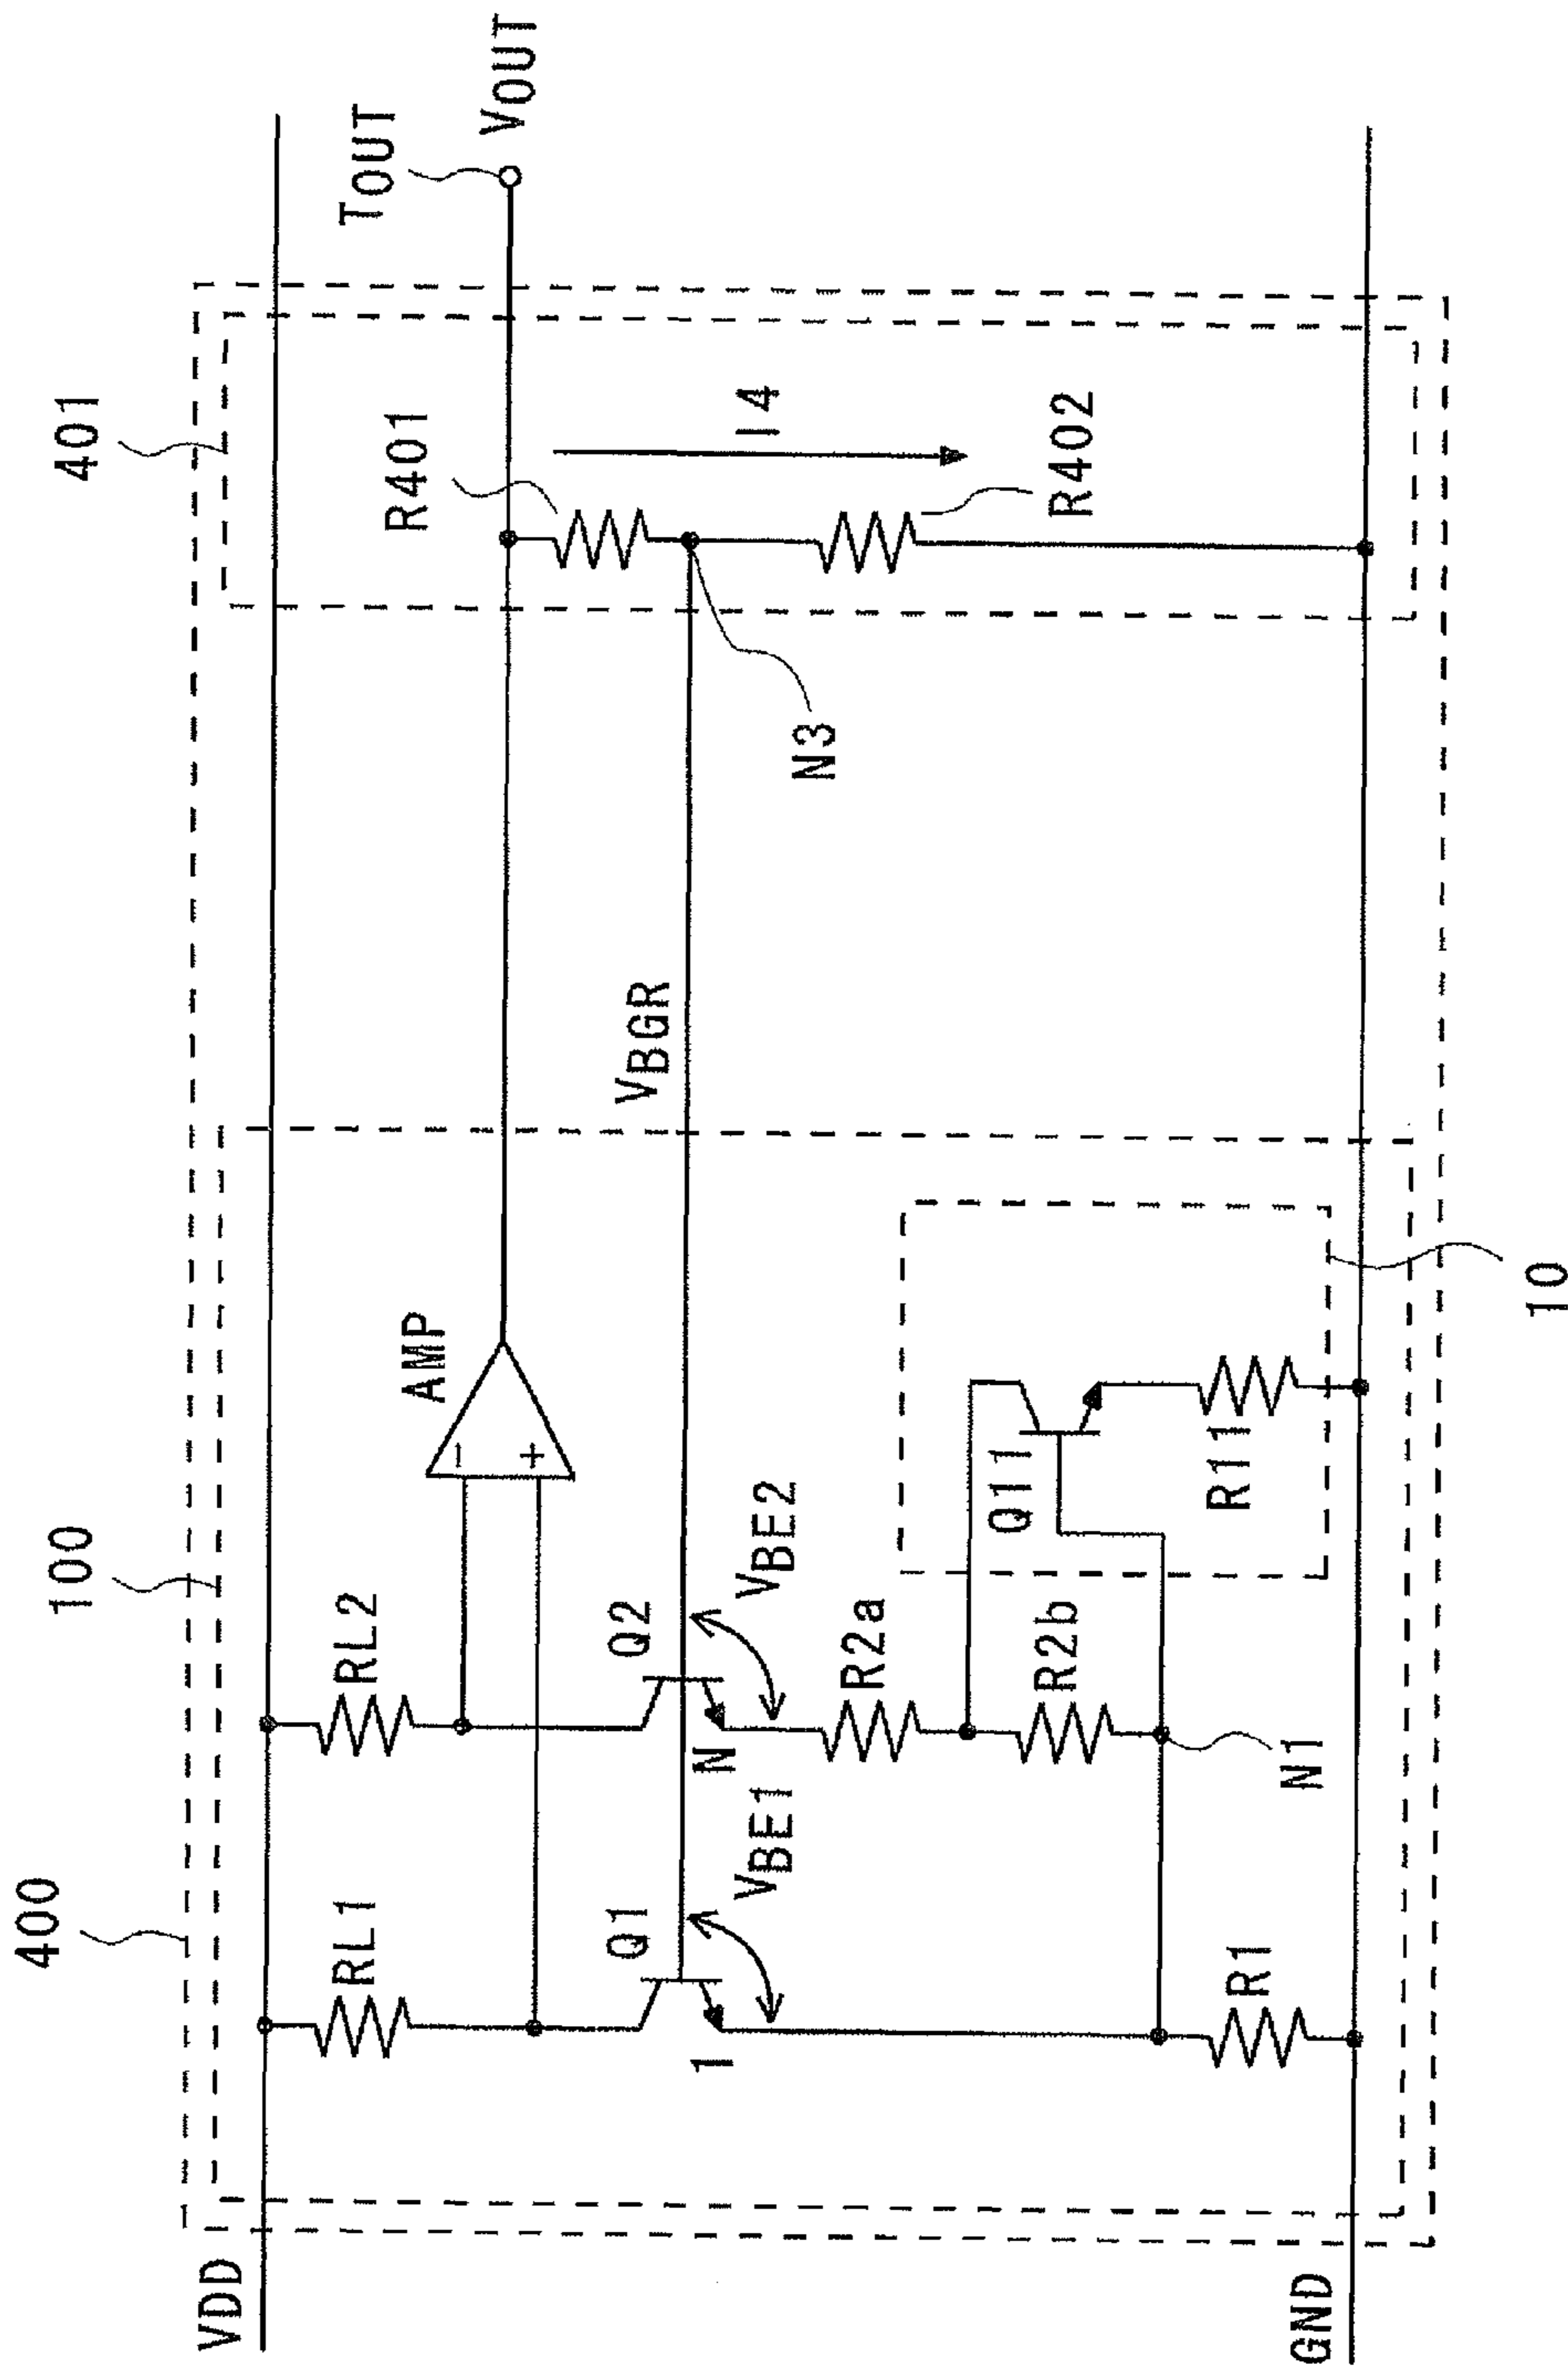 400
100
401
VDD
RL1
RL2
AMP
−
+
TOUT
VOUT
Q1
Q2
VBGR
R401
1
N
VBE1
VBE2
N3
I4
R2a
R402
Q11
R2b
R1
N1
R11
GND
10